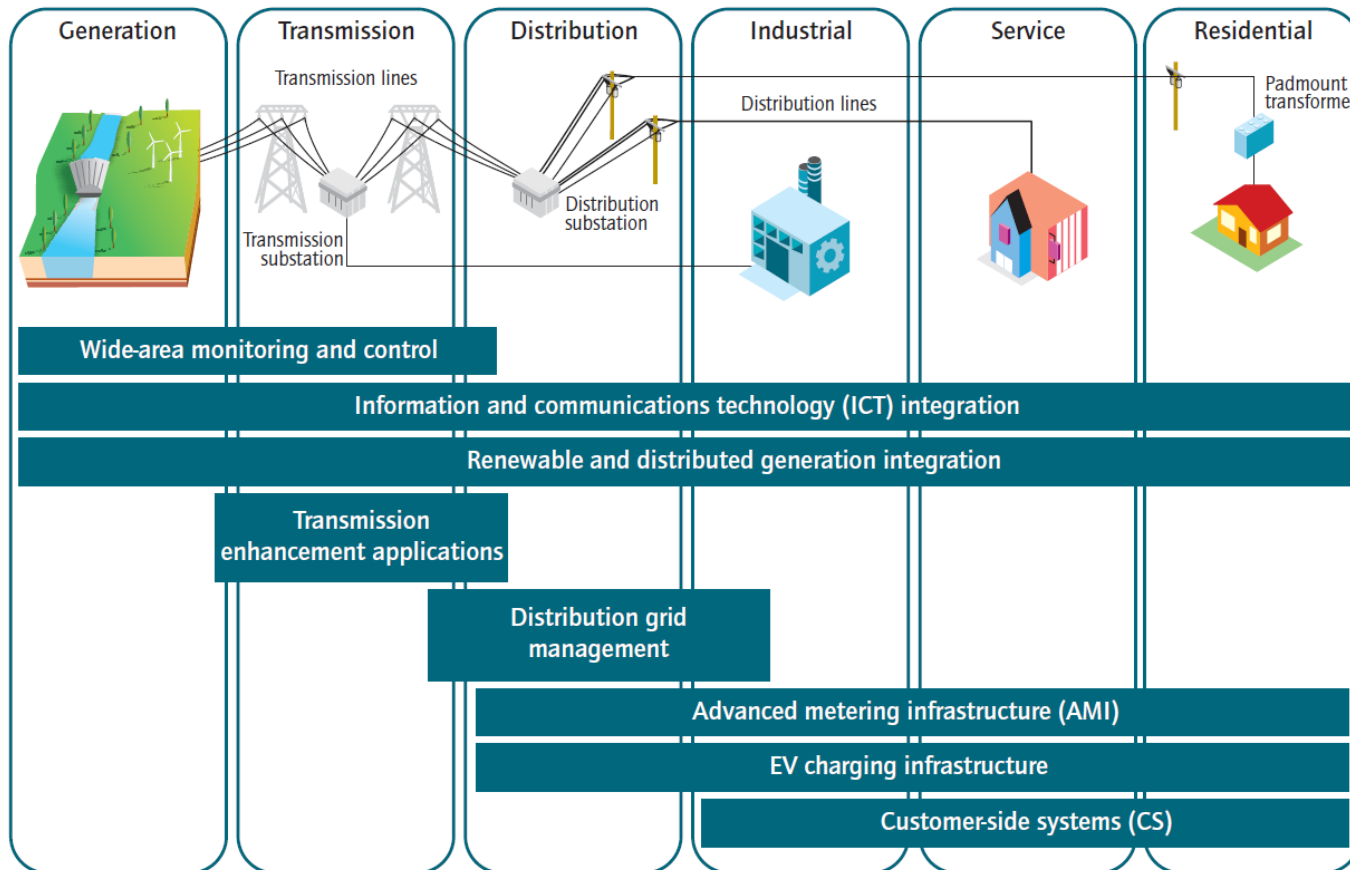 Generation
Transmission
Distribution
Industrial
Service
Residential
Transmission lines
Distribution lines
Padmount
transforme
Distribution
substation
Transmission
substation
Wide-area monitoring and control
Information and communications technology (ICT) integration
Renewable and distributed generation integration
Transmission
enhancement applications
Distribution grid
management
Advanced metering infrastructure (AMI)
EV charging infrastructure
Customer-side systems (CS)